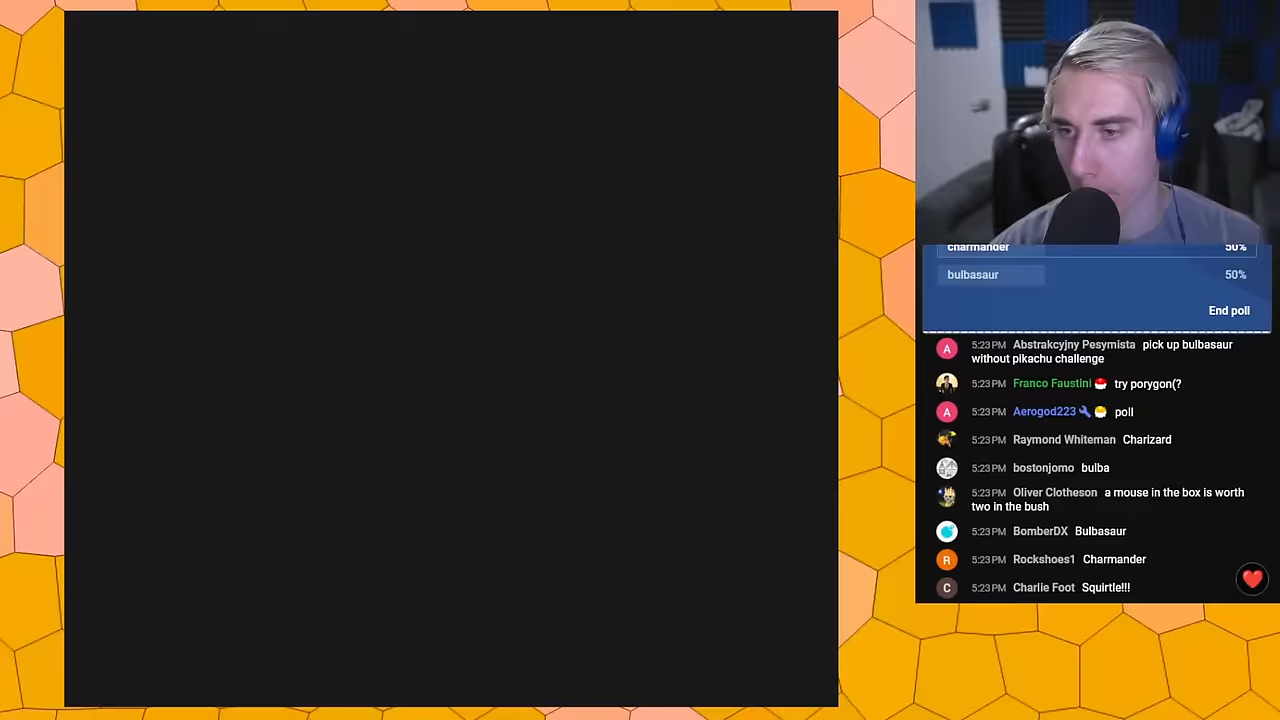 charmander 50%
bulbasaur 50%
End poll
A 5:23 PM Abstrakcyjny Pesymista pick up bulbasaur
without pikachu challenge
5:23 PM Franco Faustini try porygon(?
A 5:23 PM Aerogod223 poll
5:23 PM Raymond Whiteman Charizard
5:23 PM bostonjomo bulba
5:23 PM Oliver Clotheson a mouse in the box is worth
two in the bush
5:23 PM BomberDX Bulbasaur
R 5:23 PM Rockshoes1 Charmander
C 5:23 PM Charlie Foot Squirtle!!!